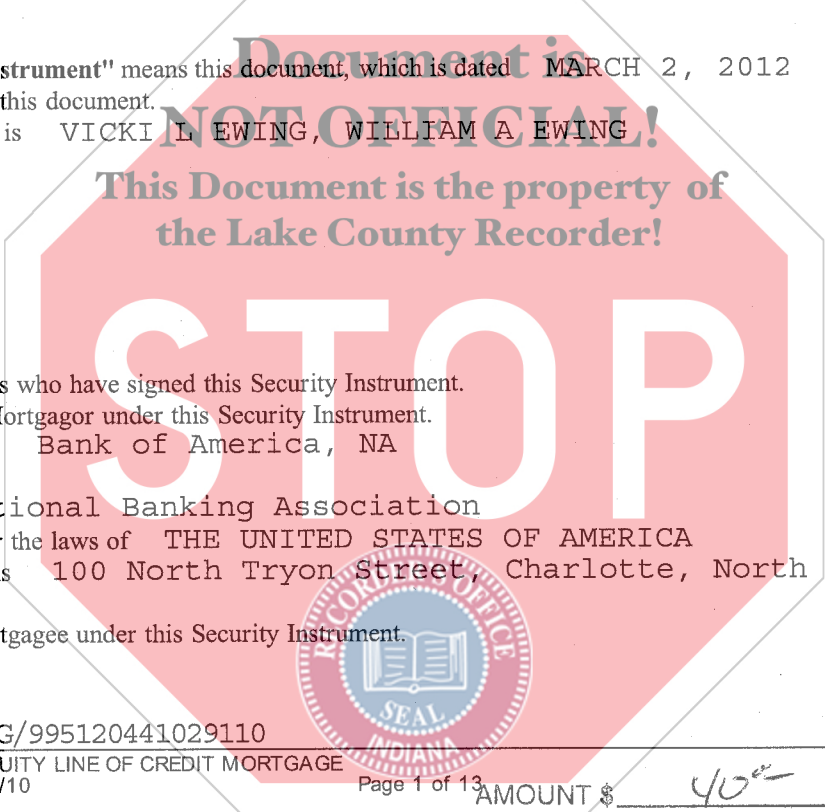 Document is
strument" means this document, which is dated MARCH 2, 2012
this document.
NOT OFFICIAL!
is VICKI L EWING, WILLIAM A EWING
This Document is the property of
the Lake County Recorder!
STOP
s who have signed this Security Instrument.
ortgagor under this Security Instrument.
Bank of America, NA
tional Banking Association
the laws of THE UNITED STATES OF AMERICA
s 100 North Tryon Street, Charlotte, North
tgagee under this Security Instrument.
RECORDER'S OFFICE
SEAL
INDIANA
G/995120441029110
UITY LINE OF CREDIT MORTGAGE
/10 Page 1 of 13 AMOUNT $ 40